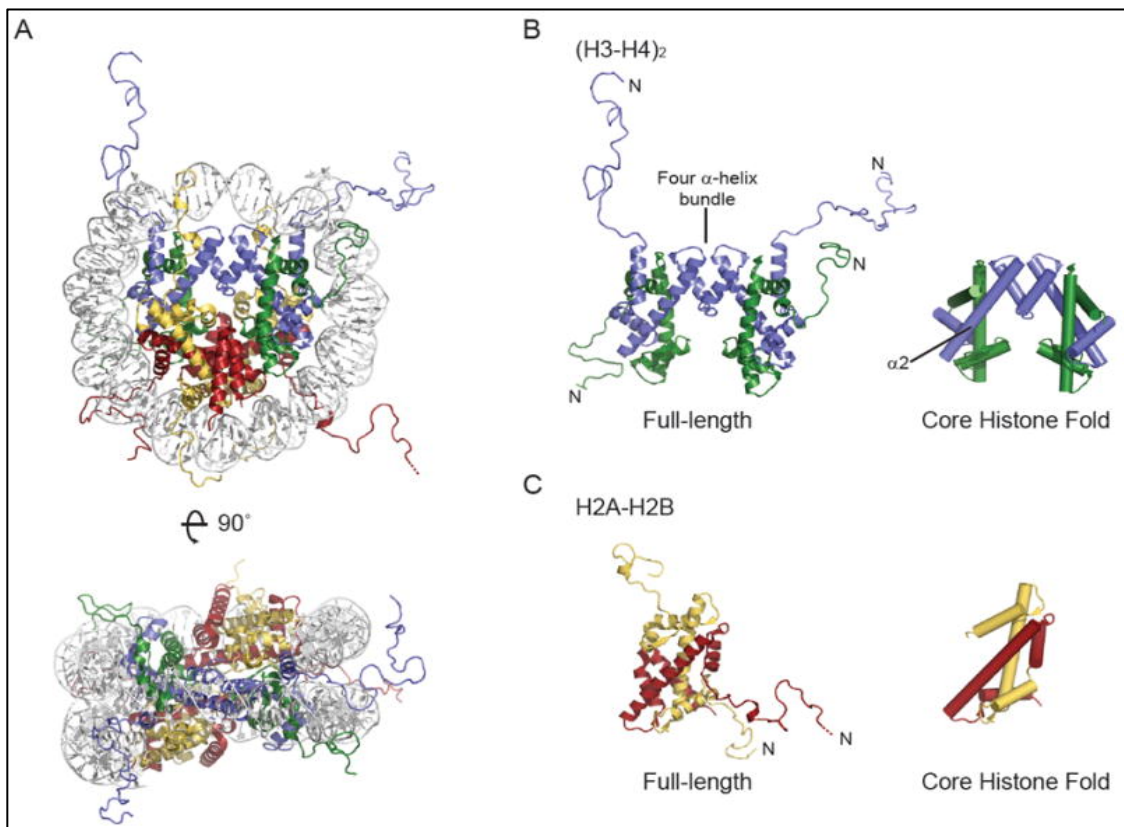 A
90°
B
(H3-H4)₂
N
N
Four α-helix
bundle
N
N
α2
Full-length
Core Histone Fold
C
H2A-H2B
N
N
Full-length
Core Histone Fold